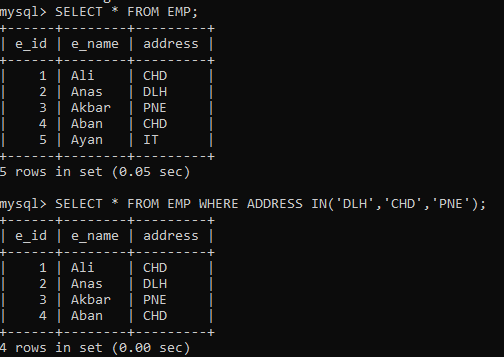 mysql> SELECT * FROM EMP;
+------+--------+---------+
| e_id | e_name | address |
+------+--------+---------+
|    1 | Ali    | CHD     |
|    2 | Anas   | DLH     |
|    3 | Akbar  | PNE     |
|    4 | Aban   | CHD     |
|    5 | Ayan   | IT      |
+------+--------+---------+
5 rows in set (0.05 sec)

mysql> SELECT * FROM EMP WHERE ADDRESS IN('DLH','CHD','PNE');
+------+--------+---------+
| e_id | e_name | address |
+------+--------+---------+
|    1 | Ali    | CHD     |
|    2 | Anas   | DLH     |
|    3 | Akbar  | PNE     |
|    4 | Aban   | CHD     |
+------+--------+---------+
4 rows in set (0.00 sec)